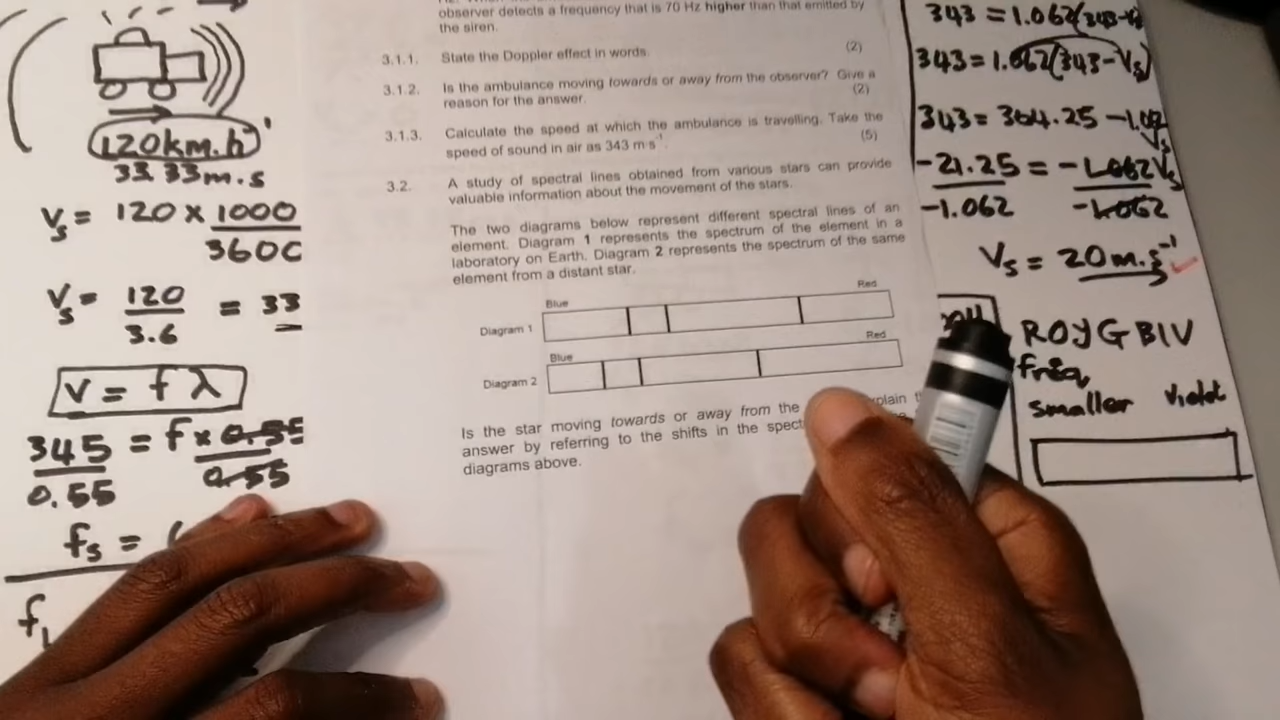 120km.h⁻¹
33.33m.s
Vs = 120 x 1000
3600
Vs = 120 = 33
3.6
v = f λ
345 = f x 0.55
0.55 0.55
fs = (
fL
observer detects a frequency that is 70 Hz higher than that emitted by
the siren.
3.1.1. State the Doppler effect in words. (2)
3.1.2. Is the ambulance moving towards or away from the observer? Give a
reason for the answer. (2)
3.1.3. Calculate the speed at which the ambulance is travelling. Take the
speed of sound in air as 343 m·s⁻¹. (5)
3.2. A study of spectral lines obtained from various stars can provide
valuable information about the movement of the stars.
The two diagrams below represent different spectral lines of an
element. Diagram 1 represents the spectrum of the element in a
laboratory on Earth. Diagram 2 represents the spectrum of the same
element from a distant star.
Blue Red
Diagram 1
Blue Red
Diagram 2
Is the star moving towards or away from the
answer by referring to the shifts in the
diagrams above.
343 = 1.062(343-Vs
343 = 1.062(343 - Vs)
343 = 364.25 -1.062
Vs
-21.25 = -1.062Vs
-1.062 -1.062
Vs = 20m.s⁻¹
ROYGBIV
freq
smaller violet